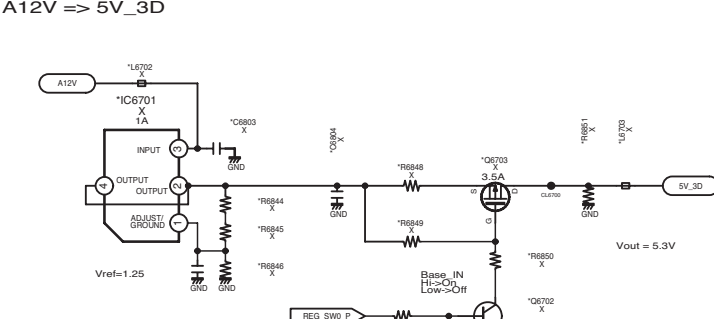 A12V => 5V_3D
*L6702
X
A12V
*IC6701
X
1A
*C6803
X
*C6804
X
*R6851
X
*L6703
X
INPUT
3
GND
*R6848
X
*Q6703
X
3.5A
4
OUTPUT
OUTPUT
2
S
D
CL6700
5V_3D
*R6844
X
GND
GND
G
ADJUST/
GROUND
1
*R6845
X
*R6849
X
Vout = 5.3V
*R6846
X
*R6850
X
Vref=1.25
GND
GND
Base_IN
Hi->On
Low->Off
*Q6702
X
REG_SW0_P